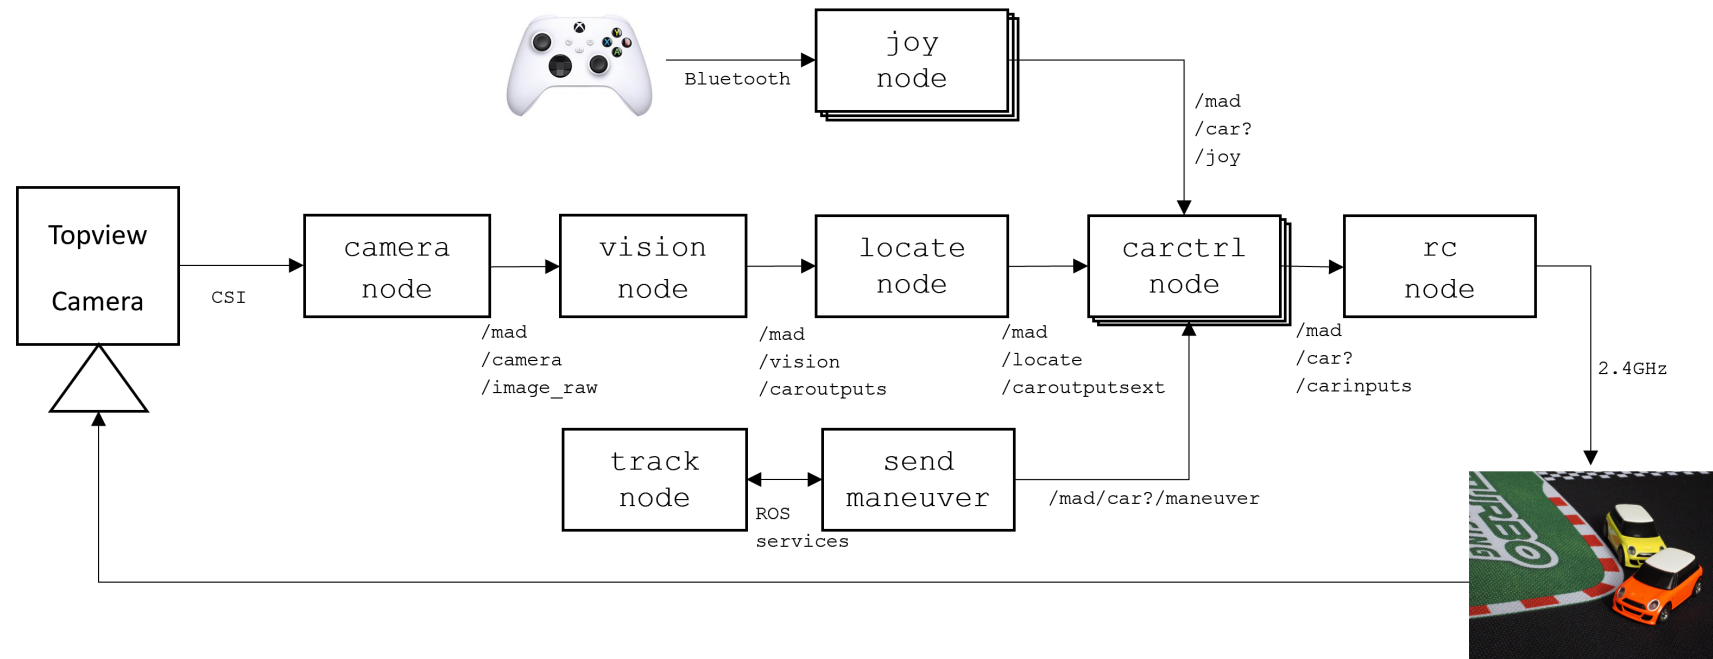 joy
node
Bluetooth
/mad
/car?
/joy
Topview
Camera
CSI
camera
node
/mad
/camera
/image_raw
vision
node
/mad
/vision
/caroutputs
locate
node
/mad
/locate
/caroutputsext
carctrl
node
/mad
/car?
/carinputs
rc
node
2.4GHz
track
node
ROS
services
send
maneuver
/mad/car?/maneuver